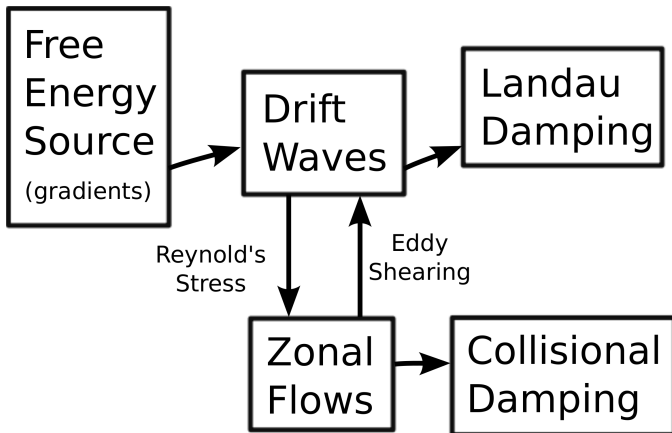 Free
Energy
Source
(gradients)
Drift
Waves
Landau
Damping
Reynold's
Stress
Eddy
Shearing
Zonal
Flows
Collisional
Damping